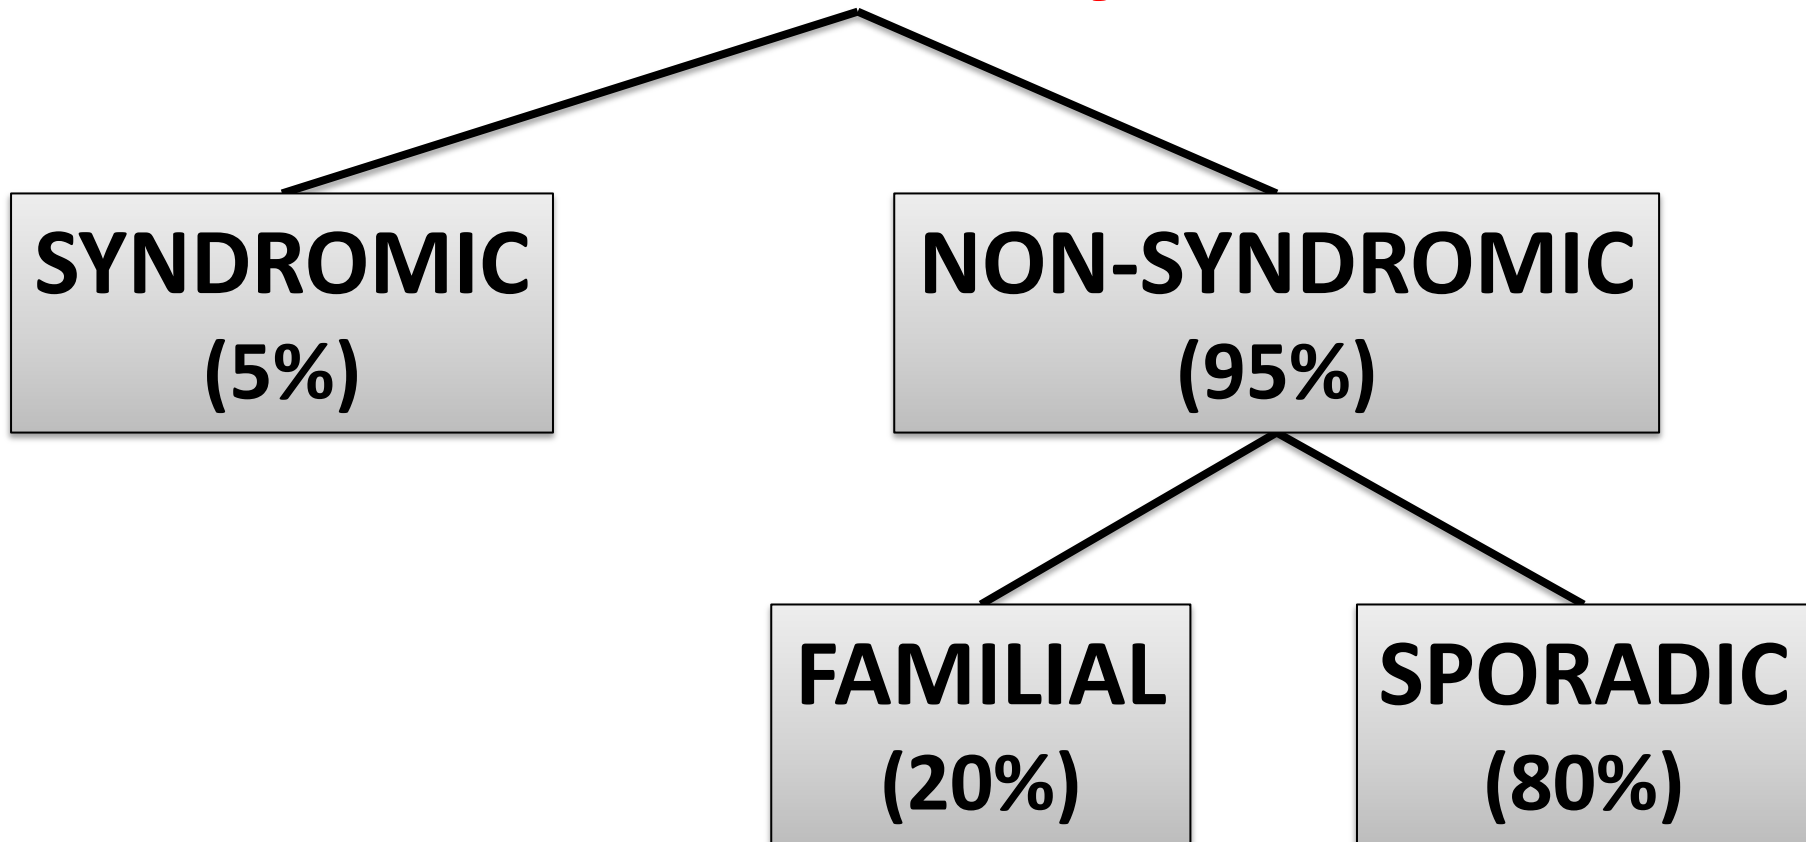 SYNDROMIC
(5%)
NON-SYNDROMIC
(95%)
FAMILIAL
(20%)
SPORADIC
(80%)